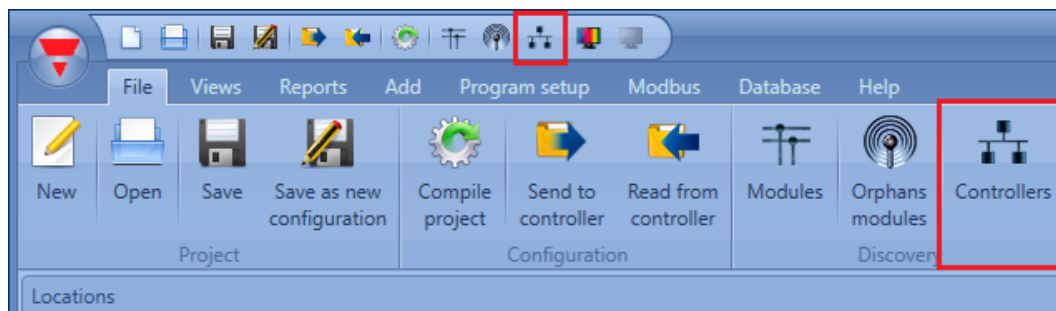 File Views Reports Add Program setup Modbus Database Help
New Open Save Save as new configuration Compile project Send to controller Read from controller Modules Orphans modules Controllers
Project Configuration Discovery
Locations